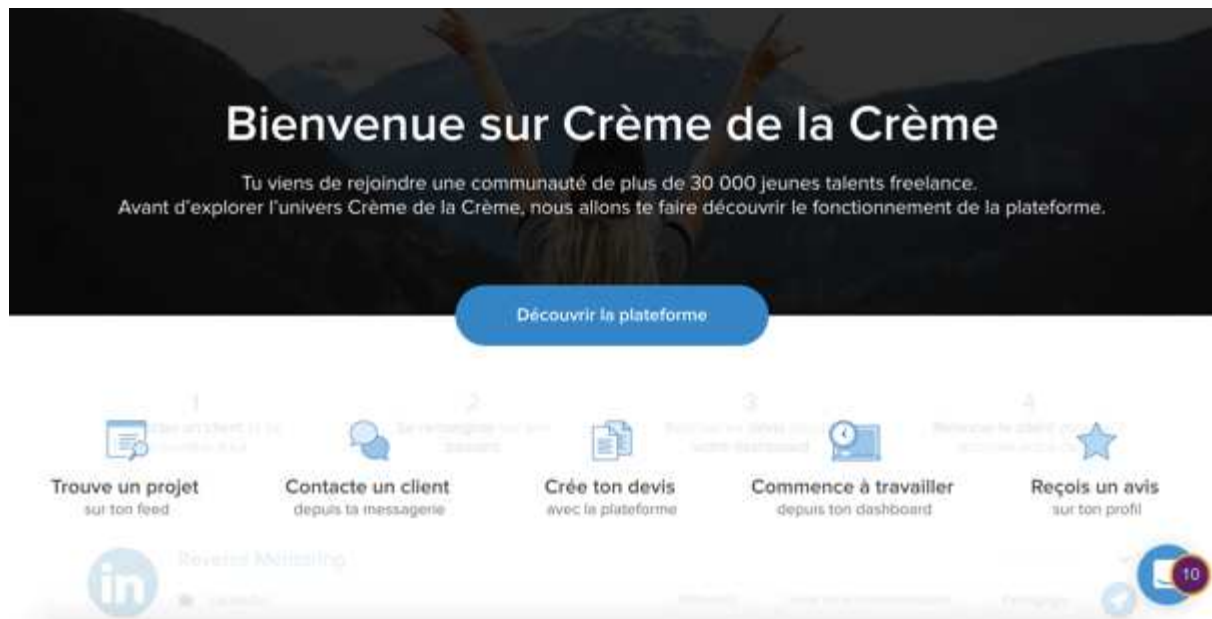 Bienvenue sur Crème de la Crème
Tu viens de rejoindre une communauté de plus de 30 000 jeunes talents freelance.
Avant d'explorer l'univers Crème de la Crème, nous allons te faire découvrir le fonctionnement de la plateforme.
Découvrir la plateforme
1 2 3 4
Trouve un projet
sur ton feed
Contacte un client
depuis ta messagerie
Crée ton devis
avec la plateforme
Commence à travailler
depuis ton dashboard
Reçois un avis
sur ton profil
Reverse Mentoring
in
10